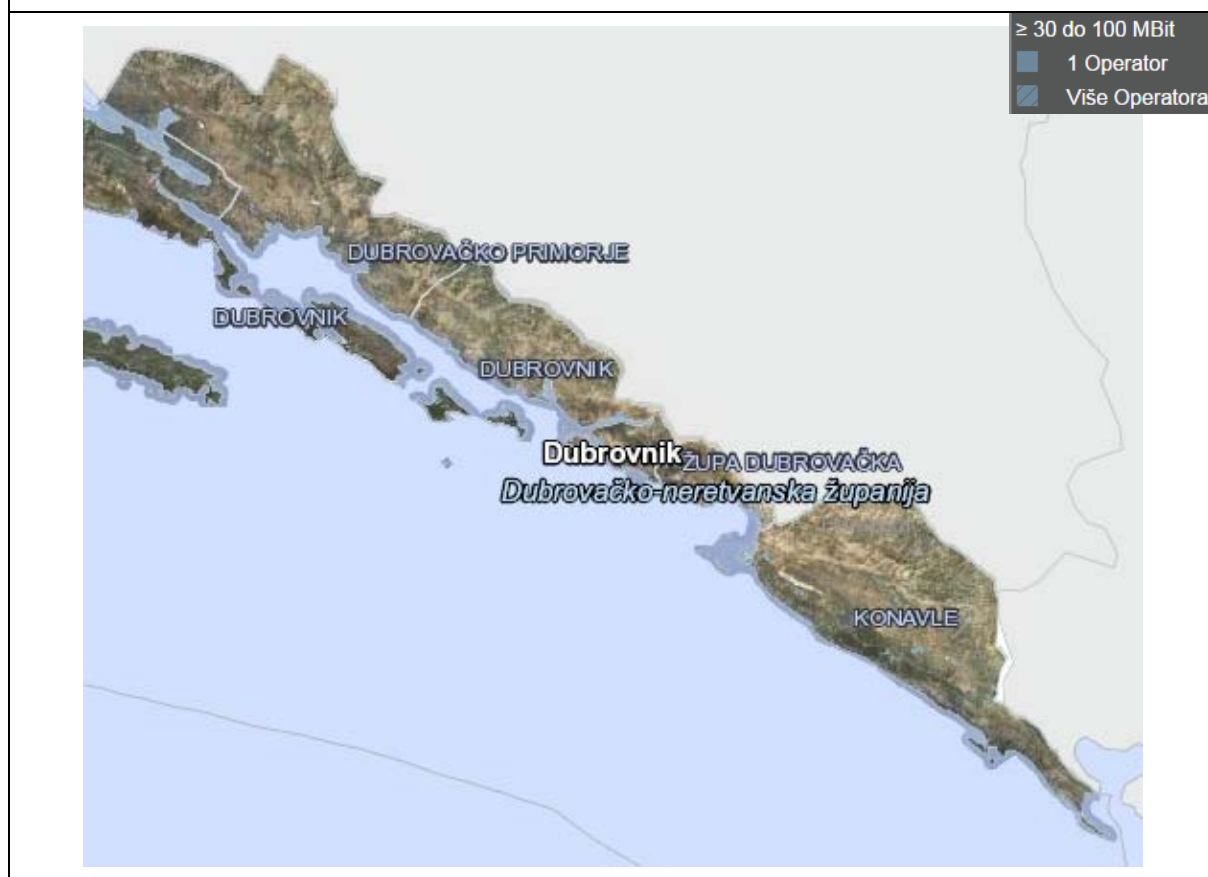 ≥ 30 do 100 MBit
1 Operator
Više Operatora
DUBROVAČKO PRIMORJE
DUBROVNIK
DUBROVNIK
Dubrovnik
ŽUPA DUBROVAČKA
Dubrovačko-neretvanska županija
KONAVLE